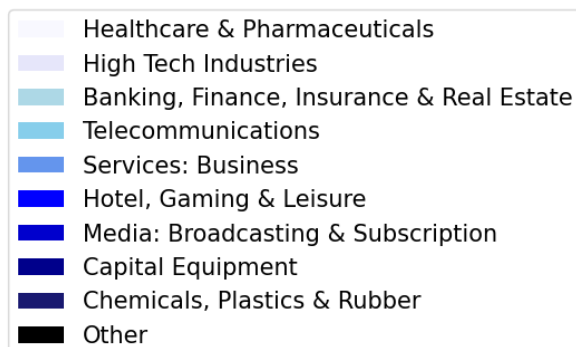 Healthcare & Pharmaceuticals
High Tech Industries
Banking, Finance, Insurance & Real Estate
Telecommunications
Services: Business
Hotel, Gaming & Leisure
Media: Broadcasting & Subscription
Capital Equipment
Chemicals, Plastics & Rubber
Other